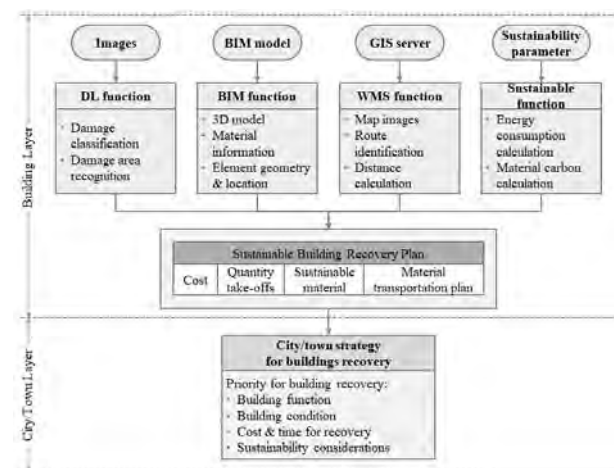 Images
BIM model
GIS server
Sustainability
parameter
DL function
· Damage
classification
· Damage area
recognition
BIM function
· 3D model
· Material
information
· Element geometry
& location
WMS function
· Map images
· Route
identification
· Distance
calculation
Sustainable
function
· Energy
consumption
calculation
· Material carbon
calculation
Building Layer
Sustainable Building Recovery Plan
Cost
Quantity
take-offs
Sustainable
material
Material
transportation plan
City/Town Layer
City/town strategy
for buildings recovery
Priority for building recovery:
· Building function
· Building condition
· Cost & time for recovery
· Sustainability considerations